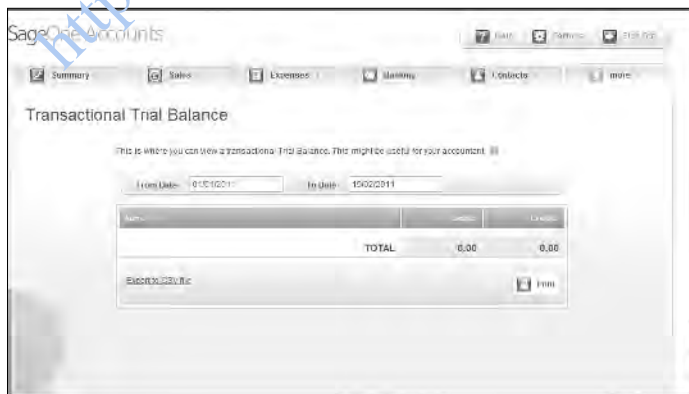 http
SageOne Accounts
Summary Sales Expenses Banking Contacts more
Transactional Trial Balance
This is where you can view a transactional Trial Balance. This might be useful for your accountant.
From Date To Date 15/02/2011
TOTAL 0.00 0.00
Export to CSV file Print